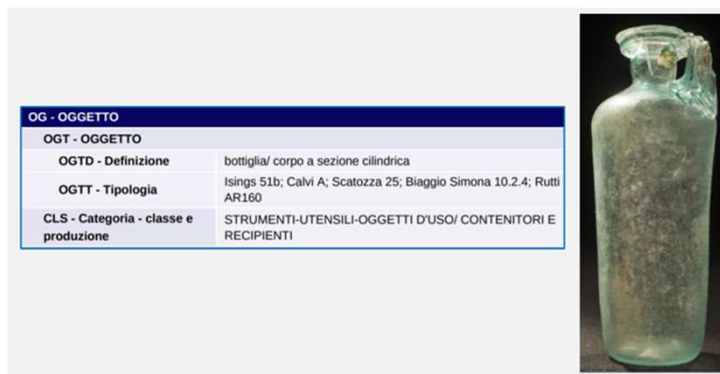 OG - OGGETTO
OGT - OGGETTO
OGTD - Definizione
bottiglia/ corpo a sezione cilindrica
OGTT - Tipologia
Isings 51b; Calvi A; Scatozza 25; Biaggio Simona 10.2.4; Rutti
AR160
CLS - Categoria - classe e
produzione
STRUMENTI-UTENSILI-OGGETTI D'USO/ CONTENITORI E
RECIPIENTI